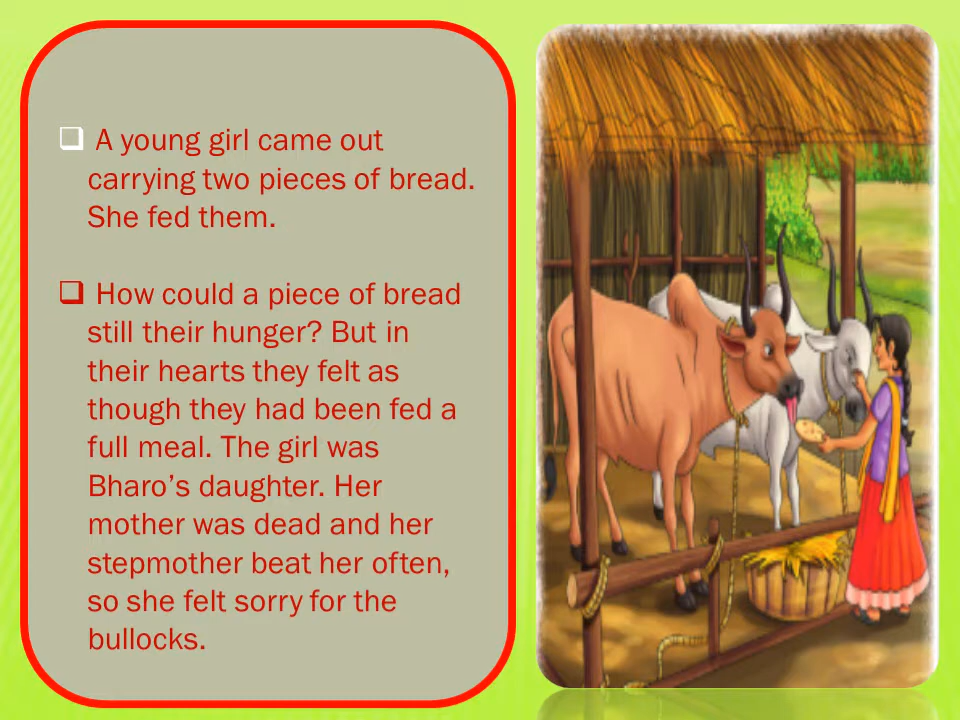 ❑ A young girl came out
carrying two pieces of bread.
She fed them.
❑ How could a piece of bread
still their hunger? But in
their hearts they felt as
though they had been fed a
full meal. The girl was
Bharo’s daughter. Her
mother was dead and her
stepmother beat her often,
so she felt sorry for the
bullocks.